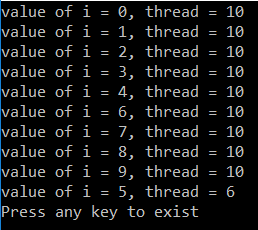 value of i = 0, thread = 10
value of i = 1, thread = 10
value of i = 2, thread = 10
value of i = 3, thread = 10
value of i = 4, thread = 10
value of i = 6, thread = 10
value of i = 7, thread = 10
value of i = 8, thread = 10
value of i = 9, thread = 10
value of i = 5, thread = 6
Press any key to exist